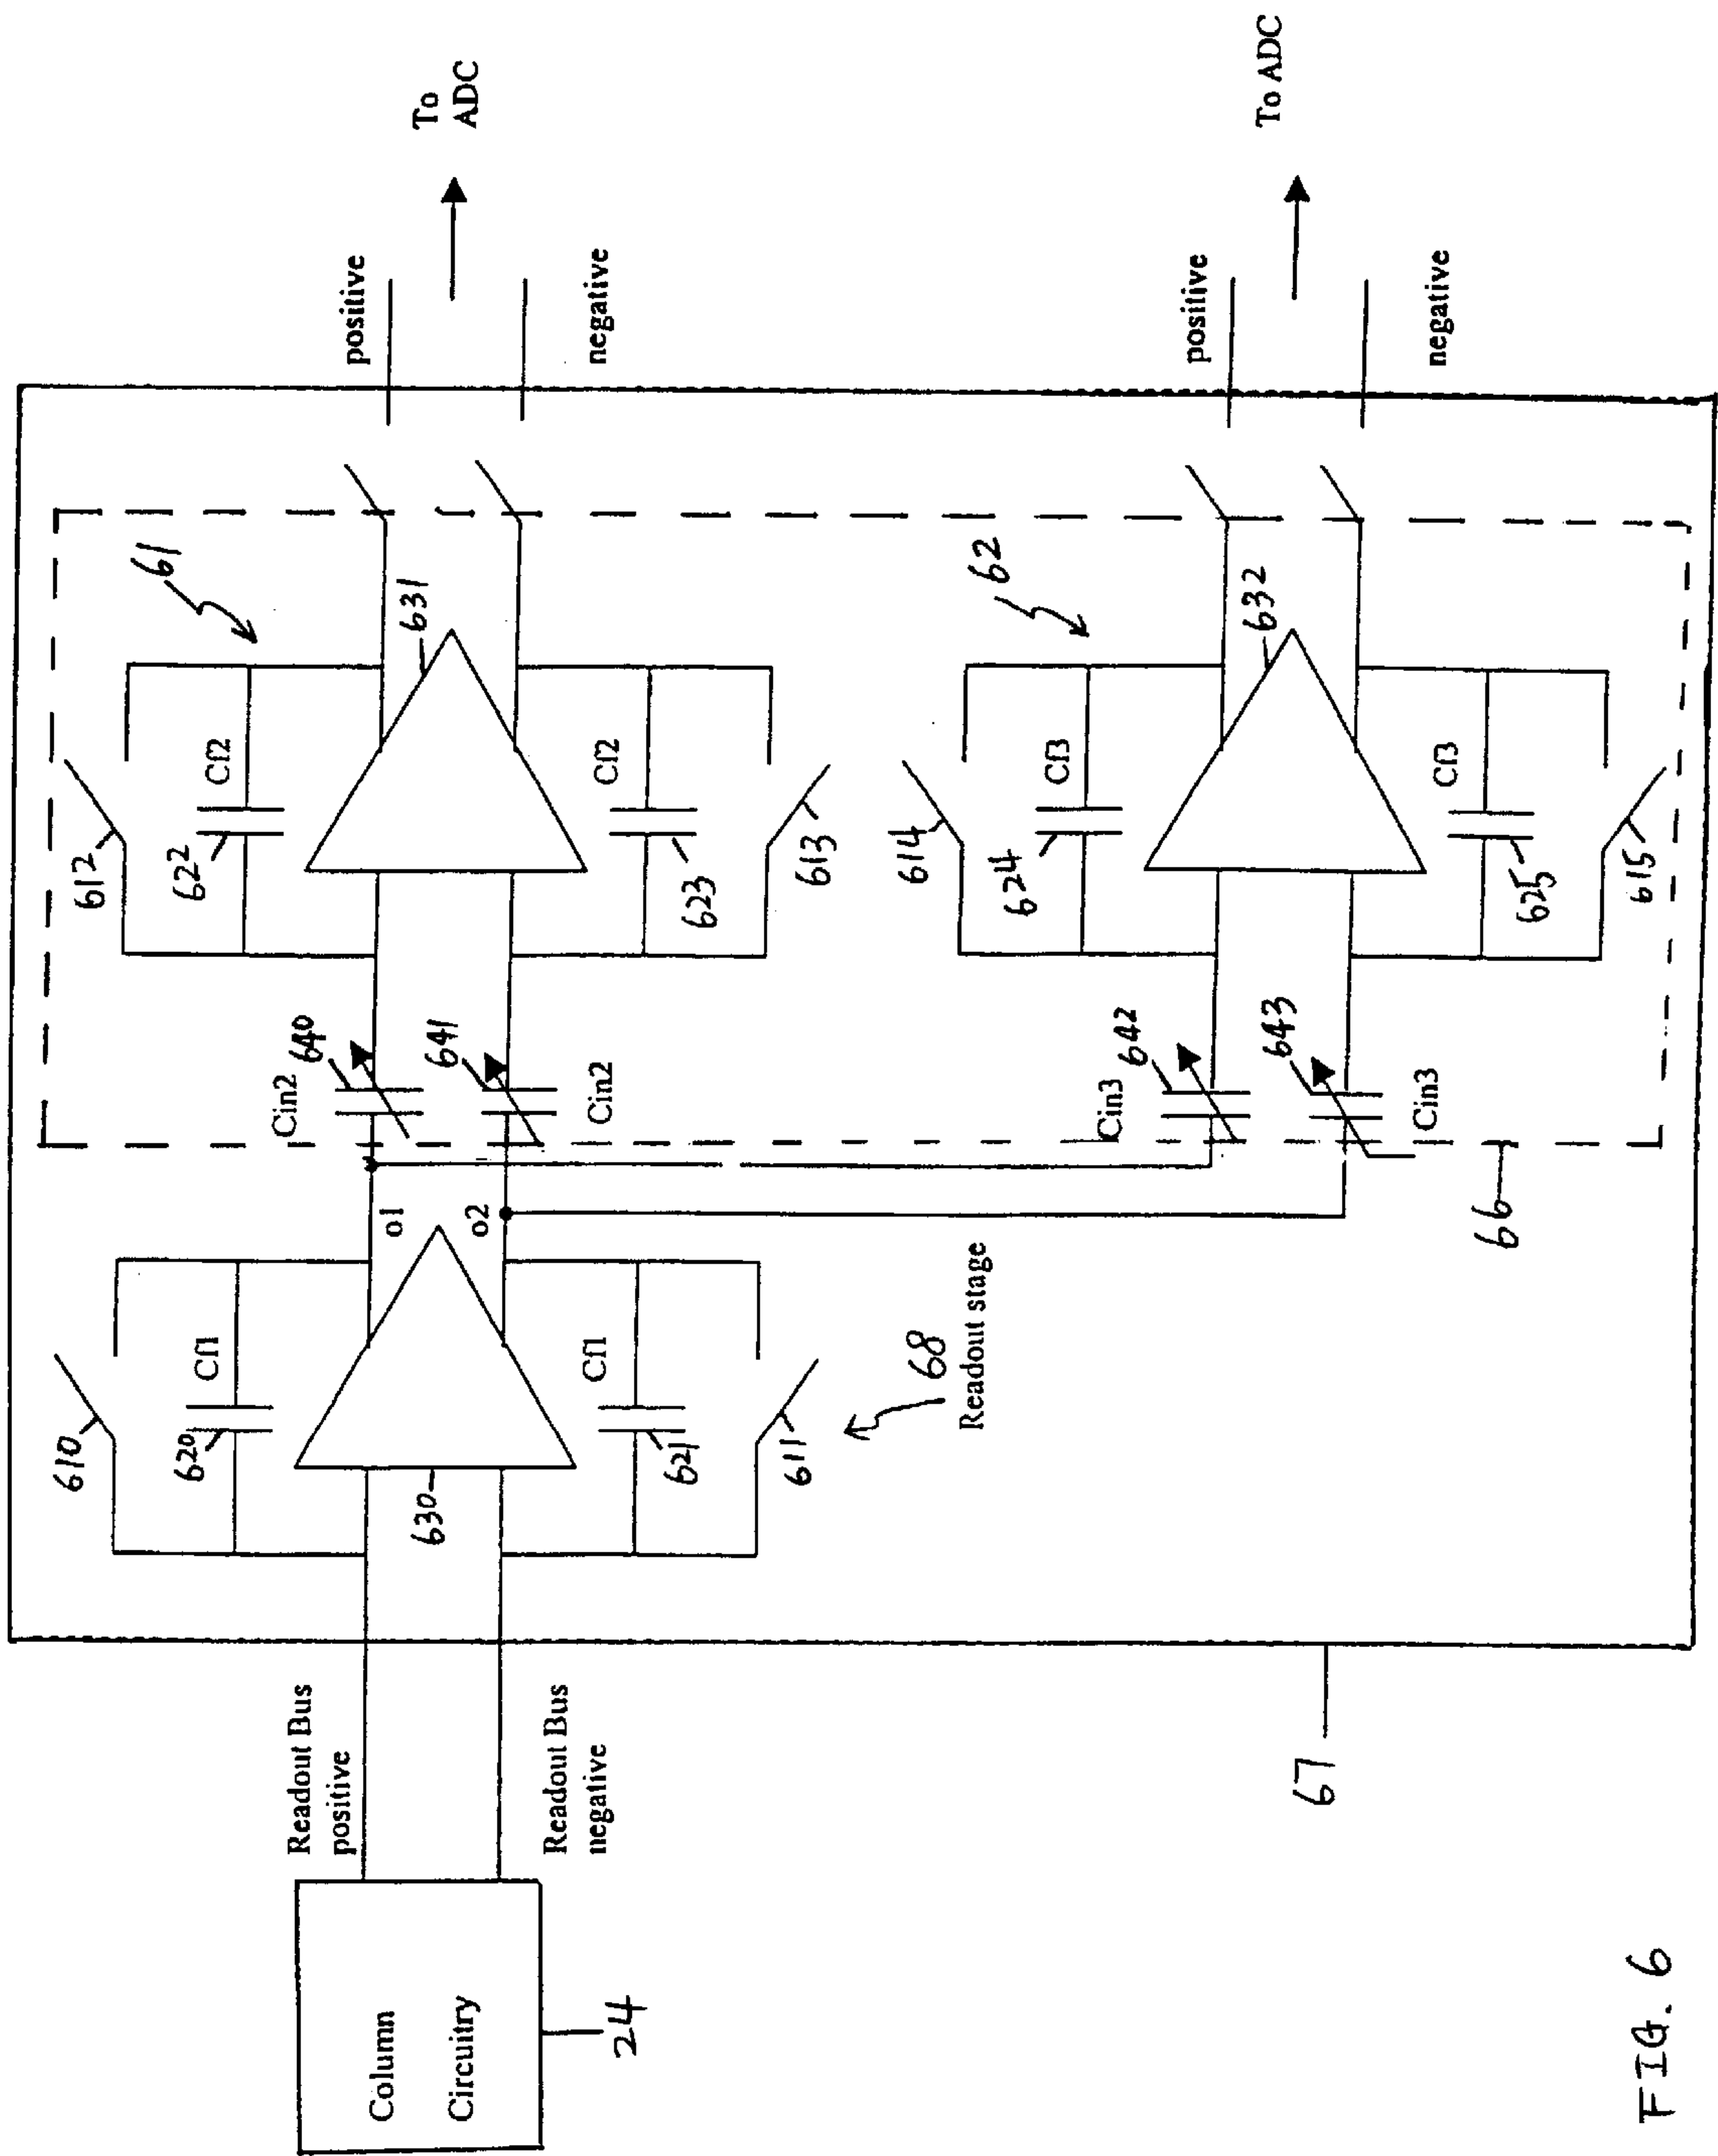 Column
Circuitry
24
Readout Bus
positive
Readout Bus
negative
67
610
620
Cf1
630
Cf1
621
611
68
Readout stage
o1
o2
66
Cin2
640
641
Cin2
Cin3
642
643
Cin3
612
622
Cf2
61
631
Cf2
623
613
614
624
Cf3
62
632
Cf3
625
615
positive
To
ADC
negative
positive
To ADC
negative
FIG. 6